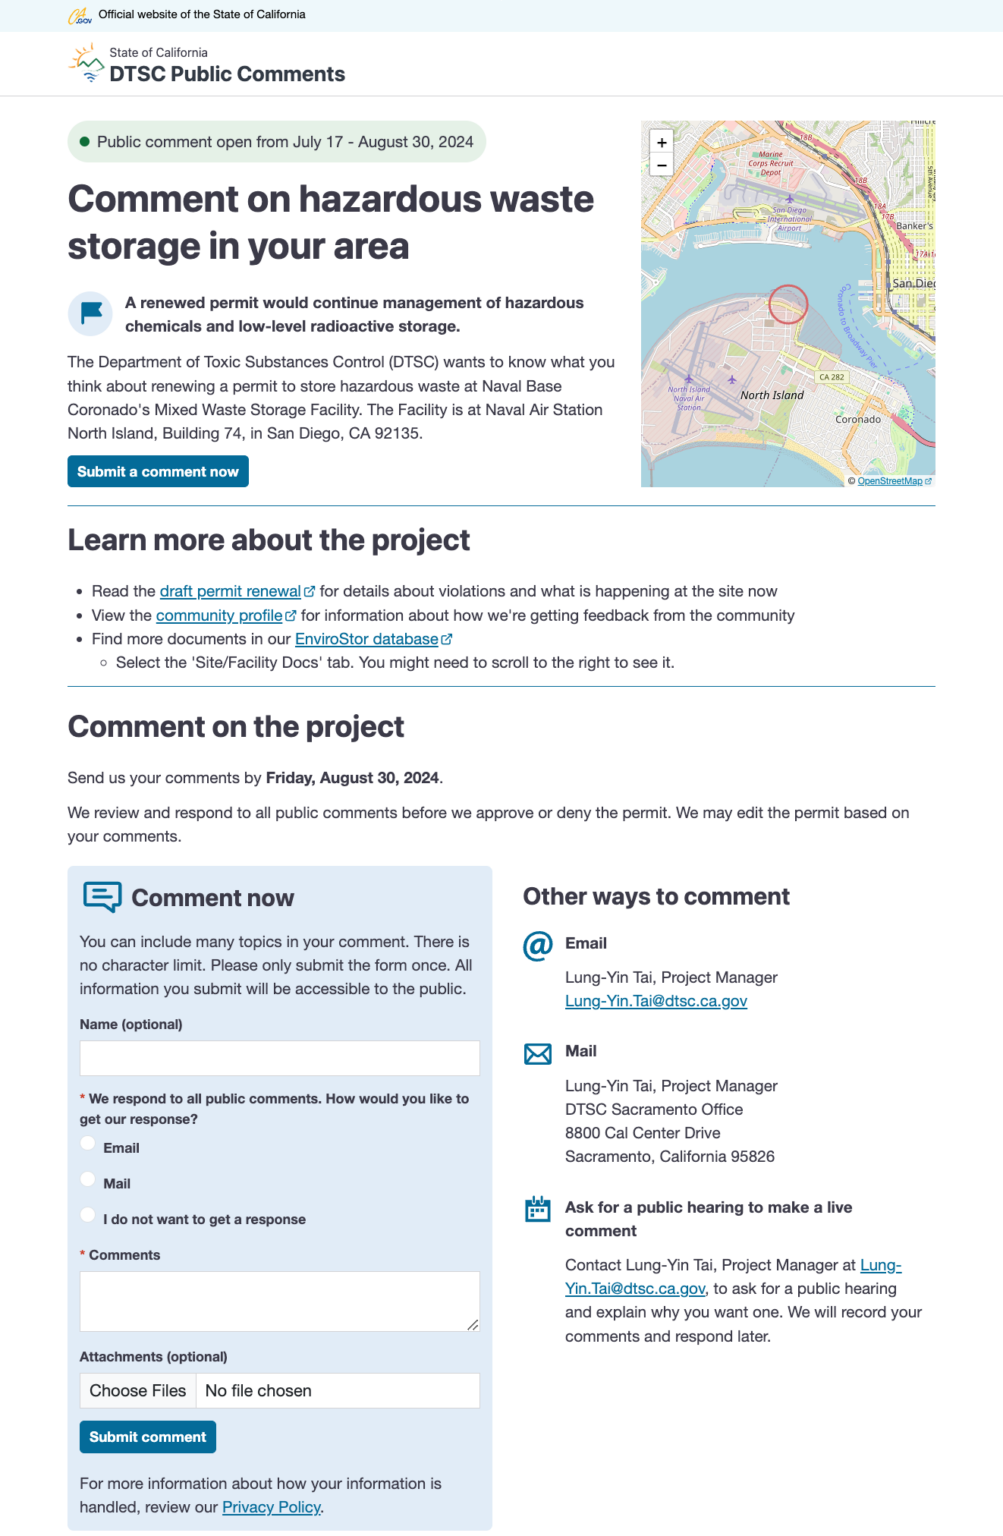 Official website of the State of California
State of California
DTSC Public Comments
Public comment open from July 17 - August 30, 2024
Comment on hazardous waste
storage in your area
A renewed permit would continue management of hazardous
chemicals and low-level radioactive storage.
The Department of Toxic Substances Control (DTSC) wants to know what you
think about renewing a permit to store hazardous waste at Naval Base
Coronado's Mixed Waste Storage Facility. The Facility is at Naval Air Station
North Island, Building 74, in San Diego, CA 92135.
Submit a comment now
+
−
Marine
Corps Recruit
Depot
San Diego
International
Airport
18B
18B
18A
17B
5th Avenue
Banker's
San Dieg
Coronado to Broadway Pier
CA 282
North Island
Naval Air
Station
North Island
Coronado
© OpenStreetMap
Learn more about the project
• Read the draft permit renewal for details about violations and what is happening at the site now
• View the community profile for information about how we're getting feedback from the community
• Find more documents in our EnviroStor database
○ Select the 'Site/Facility Docs' tab. You might need to scroll to the right to see it.
Comment on the project
Send us your comments by Friday, August 30, 2024.
We review and respond to all public comments before we approve or deny the permit. We may edit the permit based on
your comments.
Comment now
You can include many topics in your comment. There is
no character limit. Please only submit the form once. All
information you submit will be accessible to the public.
Name (optional)
* We respond to all public comments. How would you like to
get our response?
Email
Mail
I do not want to get a response
* Comments
Attachments (optional)
Choose Files No file chosen
Submit comment
For more information about how your information is
handled, review our Privacy Policy.
Other ways to comment
Email
Lung-Yin Tai, Project Manager
Lung-Yin.Tai@dtsc.ca.gov
Mail
Lung-Yin Tai, Project Manager
DTSC Sacramento Office
8800 Cal Center Drive
Sacramento, California 95826
Ask for a public hearing to make a live
comment
Contact Lung-Yin Tai, Project Manager at Lung-
Yin.Tai@dtsc.ca.gov, to ask for a public hearing
and explain why you want one. We will record your
comments and respond later.